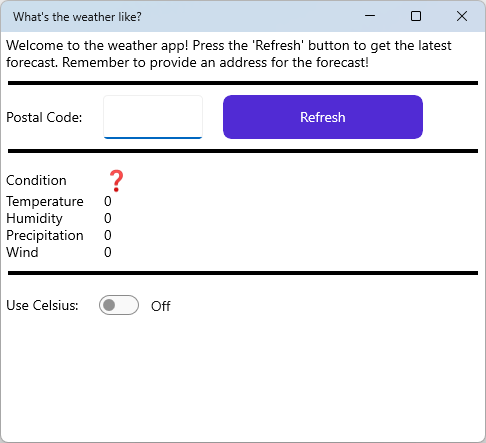 What's the weather like?
Welcome to the weather app! Press the 'Refresh' button to get the latest
forecast. Remember to provide an address for the forecast!
Postal Code: Refresh
Condition ❓
Temperature 0
Humidity 0
Precipitation 0
Wind 0
Use Celsius: Off